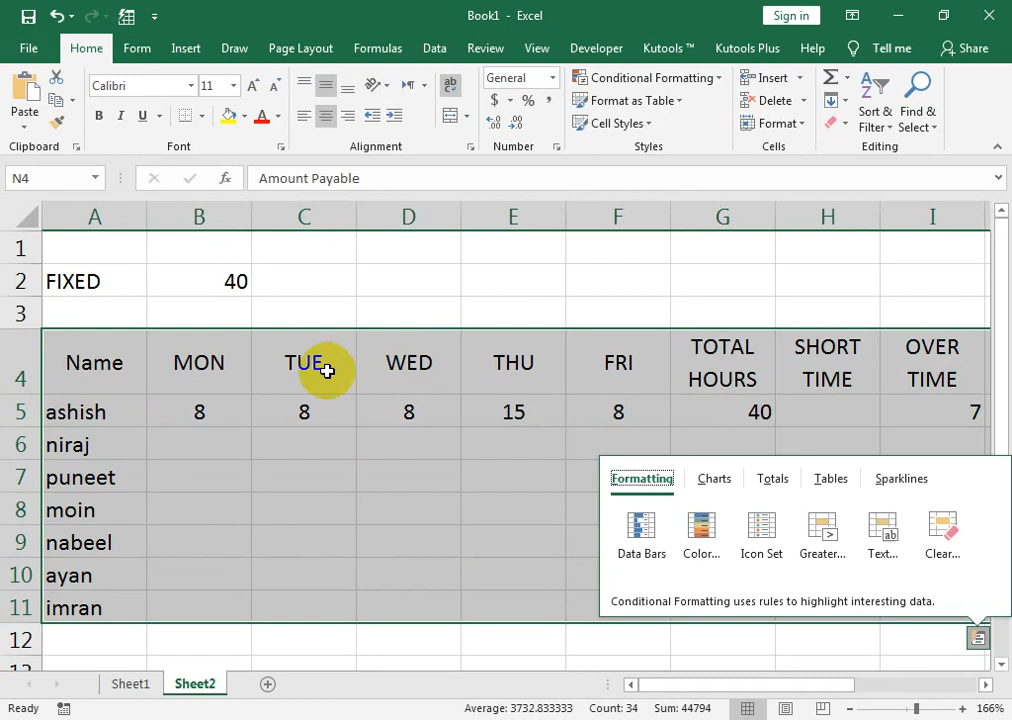 Book1 - Excel
Sign in
File Home Form Insert Draw Page Layout Formulas Data Review View Developer Kutools ™ Kutools Plus Help Tell me Share
Paste
Calibri 11
B I U
A A
ab
General
$ % ,
Conditional Formatting
Format as Table
Cell Styles
Insert
Delete
Format
Sort & Filter
Find & Select
Clipboard Font Alignment Number Styles Cells Editing
N4 fx Amount Payable
A B C D E F G H I
1
2 FIXED 40
3
4 Name MON TUE WED THU FRI TOTAL HOURS SHORT TIME OVER TIME
5 ashish 8 8 8 15 8 40 7
6 niraj
7 puneet
8 moin
9 nabeel
10 ayan
11 imran
12
13
Formatting Charts Totals Tables Sparklines
Data Bars Color... Icon Set Greater... Text... Clear...
Conditional Formatting uses rules to highlight interesting data.
Sheet1 Sheet2
Ready Average: 3732.833333 Count: 34 Sum: 44794 166%